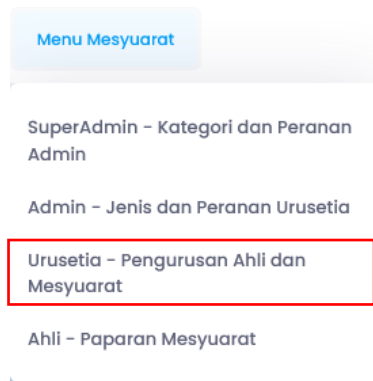 Menu Mesyuarat
SuperAdmin - Kategori dan Peranan
Admin
Admin - Jenis dan Peranan Urusetia
Urusetia - Pengurusan Ahli dan
Mesyuarat
Ahli - Paparan Mesyuarat